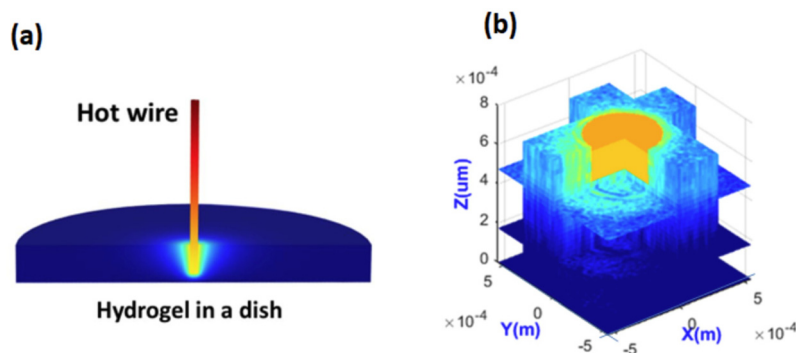 (a)
Hot wire
Hydrogel in a dish
(b)
×10⁻⁴
8
6
4
2
0
Z(um)
5
0
-5
×10⁻⁴
Y(m)
-5
0
5
X(m)
×10⁻⁴